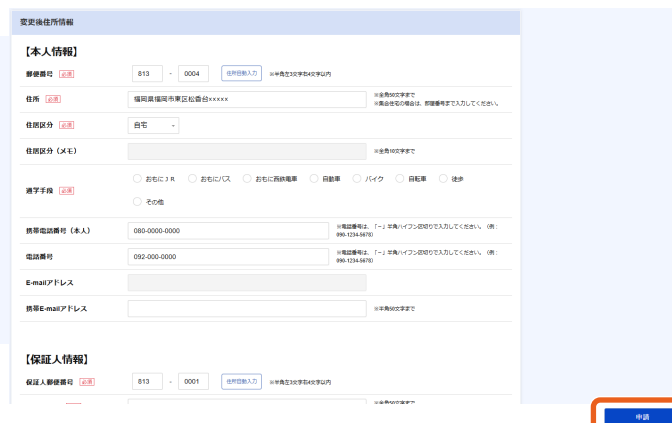 変更後住所情報
【本人情報】
郵便番号 必須 813 - 0004 住所自動入力 ※半角左3文字右4文字以内
住所 必須 福岡県福岡市東区松香台xxxxx ※全角50文字まで
※集合住宅の場合は、部屋番号まで入力してください。
住居区分 必須 自宅
住居区分（メモ） ※全角10文字まで
通学手段 必須 おもにＪＲ おもにバス おもに西鉄電車 自動車 バイク 自転車 徒歩
その他
携帯電話番号（本人） 080-0000-0000 ※電話番号は、「－」半角ハイフン区切りで入力してください。（例：
090-1234-5678）
電話番号 092-000-0000 ※電話番号は、「－」半角ハイフン区切りで入力してください。（例：
090-1234-5678）
E-mailアドレス
携帯E-mailアドレス ※半角50文字まで
【保証人情報】
保証人郵便番号 必須 813 - 0001 住所自動入力 ※半角左3文字右4文字以内
申請